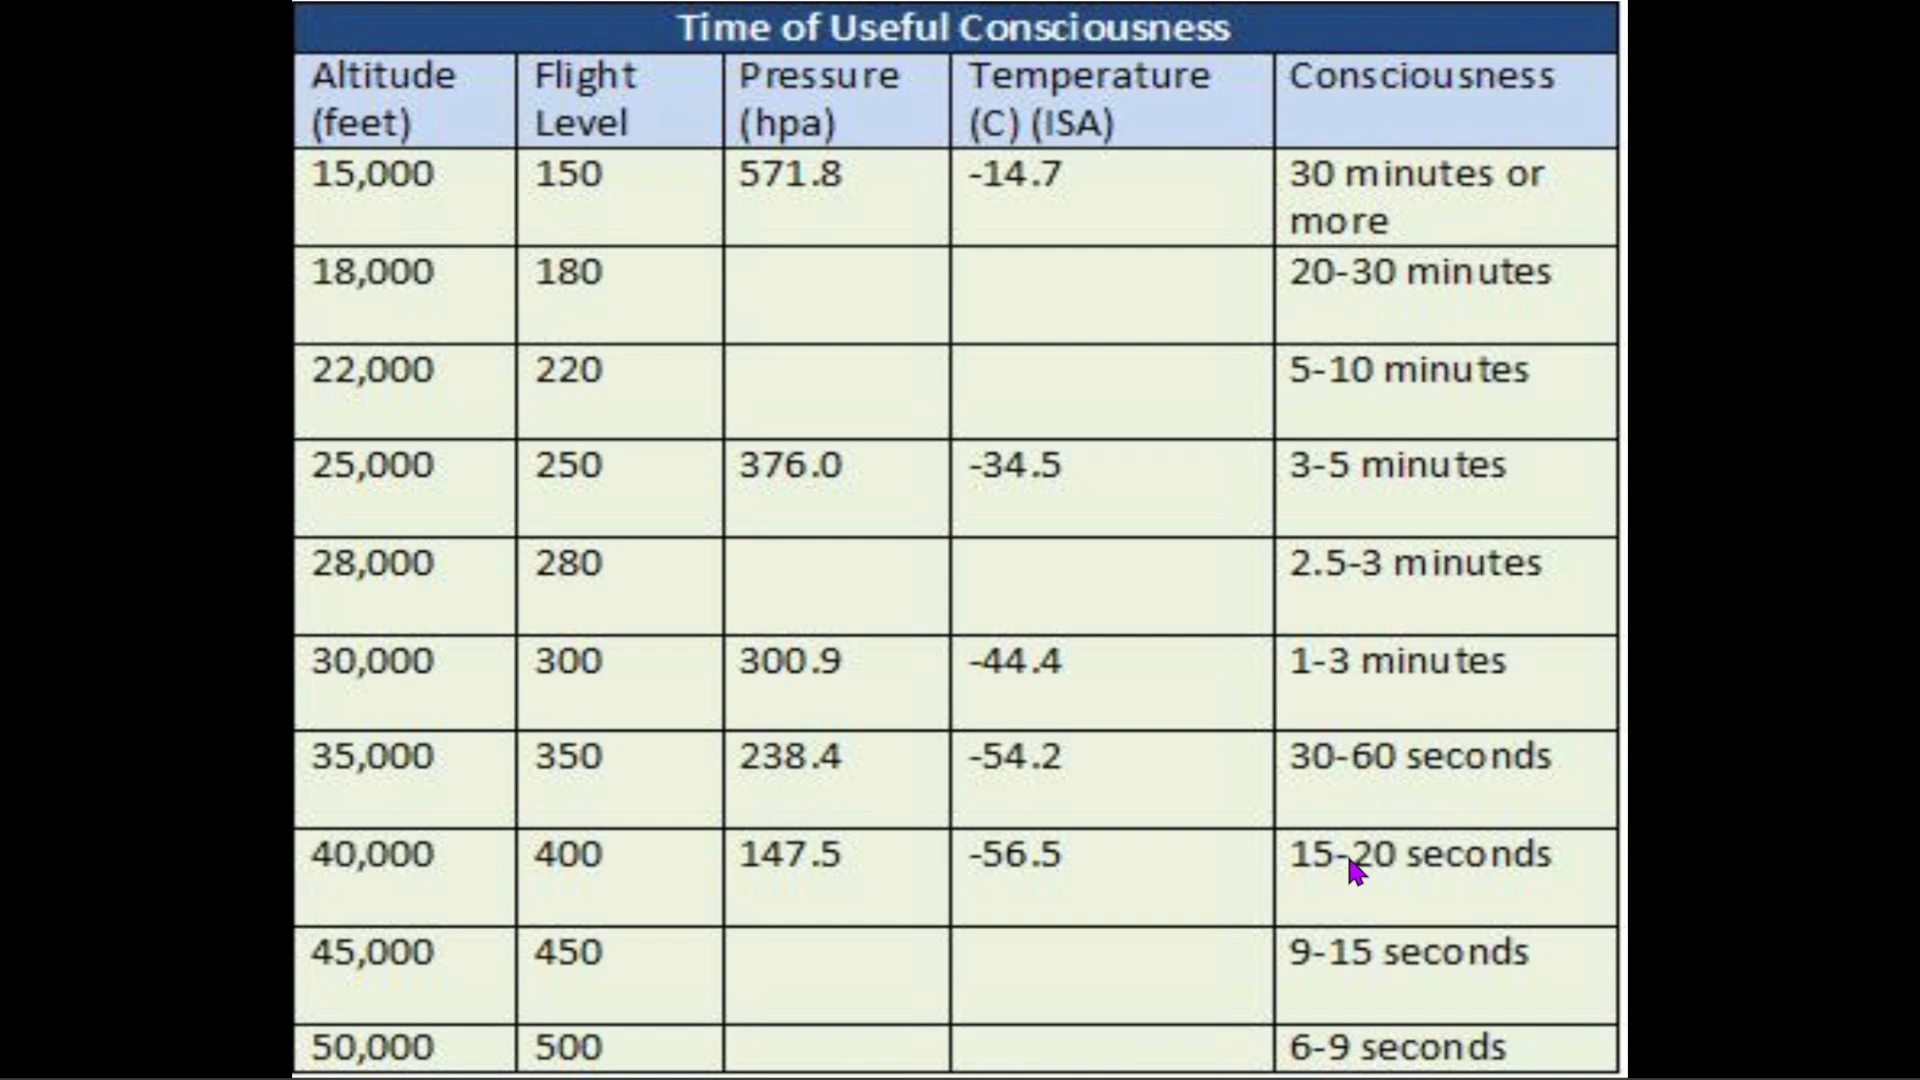 Time of Useful Consciousness
Altitude (feet) Flight Level Pressure (hpa) Temperature (C) (ISA) Consciousness
15,000 150 571.8 -14.7 30 minutes or more
18,000 180 20-30 minutes
22,000 220 5-10 minutes
25,000 250 376.0 -34.5 3-5 minutes
28,000 280 2.5-3 minutes
30,000 300 300.9 -44.4 1-3 minutes
35,000 350 238.4 -54.2 30-60 seconds
40,000 400 147.5 -56.5 15-20 seconds
45,000 450 9-15 seconds
50,000 500 6-9 seconds